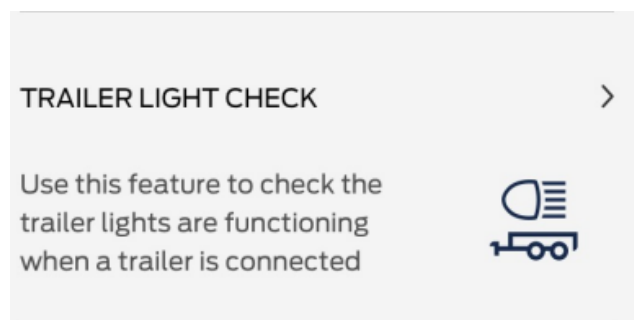 TRAILER LIGHT CHECK
Use this feature to check the
trailer lights are functioning
when a trailer is connected